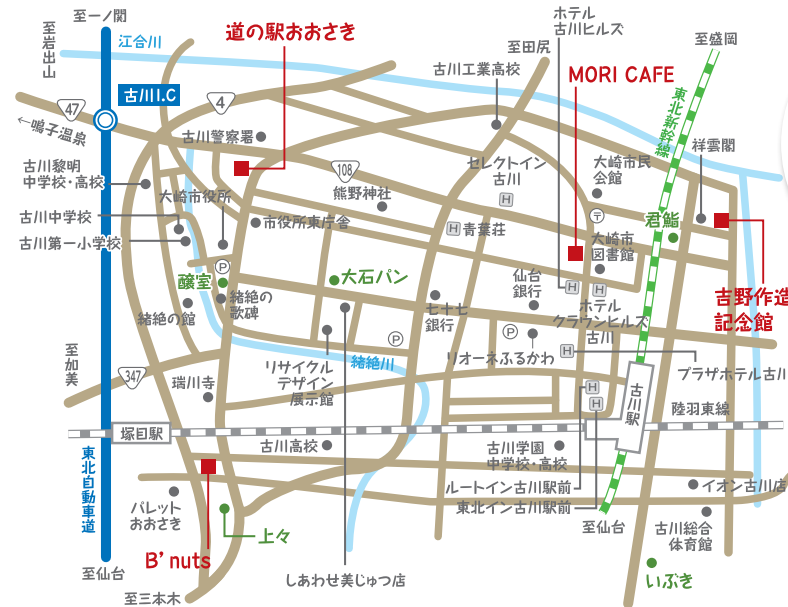 至一ノ関
至岩出山
江合川
道の駅おおさき
ホテル
古川ヒルズ
至田尻
至盛岡
古川工業高校
MORI CAFE
古川I.C
47
4
←鳴子温泉
東北新幹線
古川警察署
祥雲閣
108
セレクトイン
古川
大崎市民
公館
古川黎明
中学校・高校
熊野神社
大崎市役所
H
〒
古川中学校
市役所東庁舎
H
青葉荘
君鮨
古川第一小学校
大崎市
図書館
P
醸室
大石パン
仙台
銀行
H
H
吉野作造
記念館
緒絶の
歌碑
緒絶の館
七十七
銀行
ホテル
クラウンヒルズ
古川
P
P
至加美
緒絶川
リオーネふるかわ
H
リサイクル
デザイン
展示館
プラザホテル古川
347
瑞川寺
H
H
古川駅
陸羽東線
塚目駅
古川高校
古川学園
中学校・高校
東北自動車道
ルートイン古川駅前
イオン古川店
パレット
おおさき
東北イン古川駅前
上々
至仙台
古川総合
体育館
B' nuts
至仙台
しあわせ美じゅつ店
いぶき
至三本木